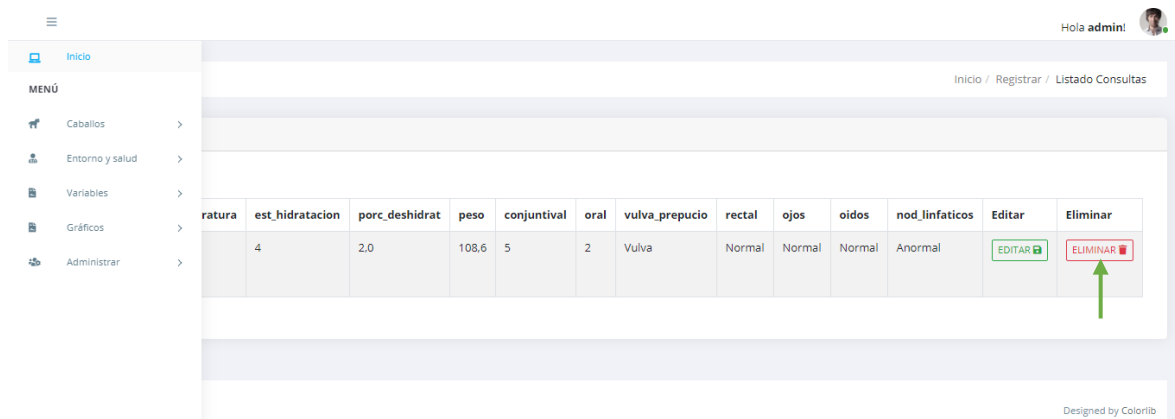 Hola admin!
Inicio
Inicio / Registrar / Listado Consultas
MENÚ
Caballos
Entorno y salud
Variables
Gráficos
Administrar
ratura est_hidratacion porc_deshidrat peso conjuntival oral vulva_prepucio rectal ojos oidos nod_linfaticos Editar Eliminar
4 2,0 108,6 5 2 Vulva Normal Normal Normal Anormal EDITAR ELIMINAR
Designed by Colorlib